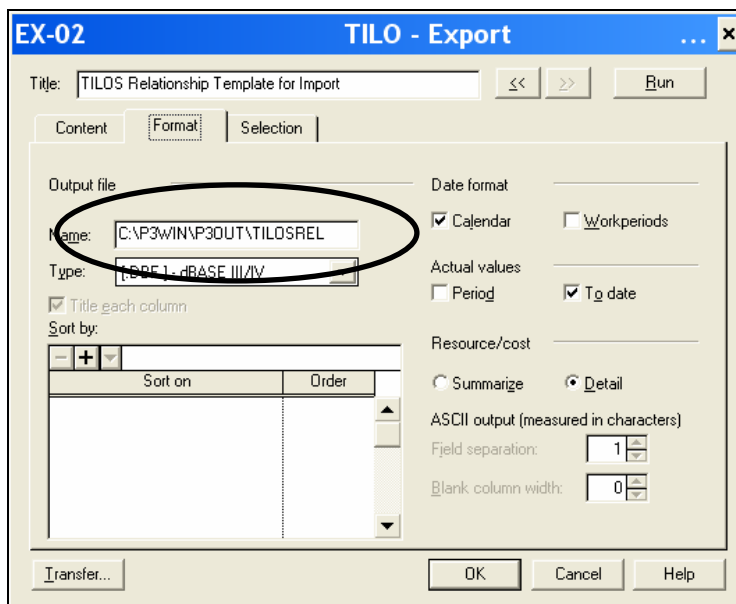 EX-02 TILO - Export ...
Title: TILOS Relationship Template for Import << >> Run
Content Format Selection
Output file
Name: C:\P3WIN\P3OUT\TILOSREL
Type: [.DBF ] - dBASE III/IV
Title each column
Sort by:
Sort on Order
Date format
Calendar Workperiods
Actual values
Period To date
Resource/cost
Summarize Detail
ASCII output (measured in characters)
Field separation: 1
Blank column width: 0
Transfer... OK Cancel Help